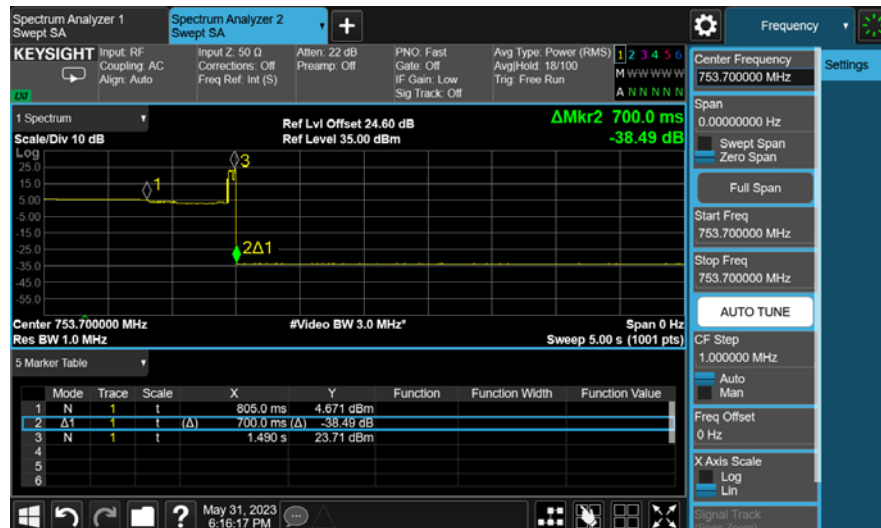 Spectrum Analyzer 1
Swept SA
Spectrum Analyzer 2
Swept SA
+
Frequency
KEYSIGHT
Input: RF
Coupling: AC
Align: Auto
Input Z: 50 Ω
Corrections: Off
Freq Ref: Int (S)
Atten: 22 dB
Preamp: Off
PNO: Fast
Gate: Off
IF Gain: Low
Sig Track: Off
Avg Type: Power (RMS)
Avg|Hold: 18/100
Trig: Free Run
1 2 3 4 5 6
M W W W W W
A N N N N N
LXI
1 Spectrum
Scale/Div 10 dB
Ref Lvl Offset 24.60 dB
Ref Level 35.00 dBm
ΔMkr2 700.0 ms
-38.49 dB
Log
25.0
15.0
5.00
-5.00
-15.0
-25.0
-35.0
-45.0
-55.0
1
3
2Δ1
Center 753.700000 MHz
Res BW 1.0 MHz
#Video BW 3.0 MHz*
Span 0 Hz
Sweep 5.00 s (1001 pts)
5 Marker Table
Mode Trace Scale X Y Function Function Width Function Value
1 N 1 t 805.0 ms 4.671 dBm
2 Δ1 1 t (Δ) 700.0 ms (Δ) -38.49 dB
3 N 1 t 1.490 s 23.71 dBm
4
5
6
?
May 31, 2023
6:16:17 PM
Center Frequency
753.700000 MHz
Span
0.00000000 Hz
Swept Span
Zero Span
Full Span
Start Freq
753.700000 MHz
Stop Freq
753.700000 MHz
AUTO TUNE
CF Step
1.000000 MHz
Auto
Man
Freq Offset
0 Hz
X Axis Scale
Log
Lin
Signal Track
(Span Zoom)
Settings